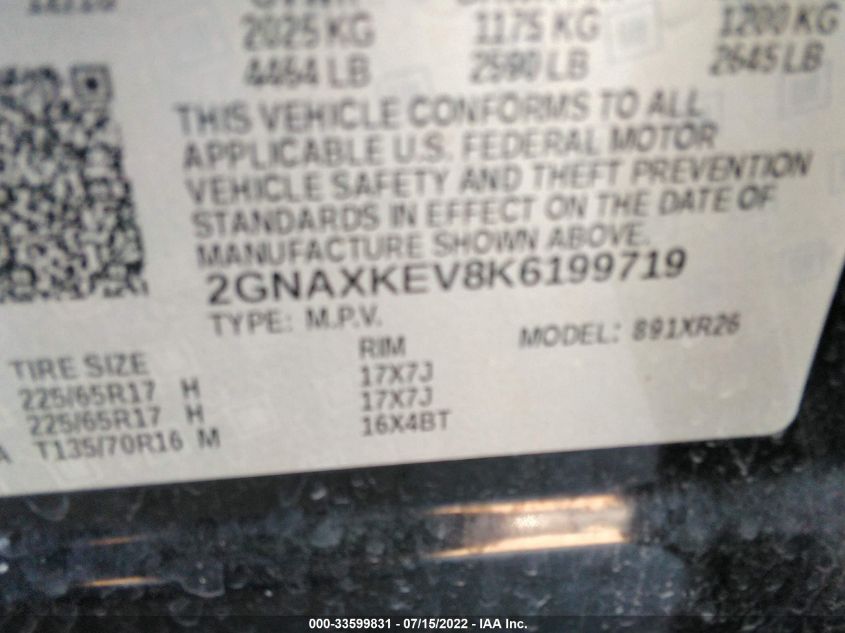 2025 KG 1175 KG 1200 KG
4464 LB 2590 LB 2645 LB
THIS VEHICLE CONFORMS TO ALL
APPLICABLE U.S. FEDERAL MOTOR
VEHICLE SAFETY AND THEFT PREVENTION
STANDARDS IN EFFECT ON THE DATE OF
MANUFACTURE SHOWN ABOVE.
2GNAXKEV8K6199719
TYPE: M.P.V. MODEL: 891XR26
TIRE SIZE RIM
225/65R17 H 17X7J
225/65R17 H 17X7J
T135/70R16 M 16X4BT
000-33599831 - 07/15/2022 - IAA Inc.